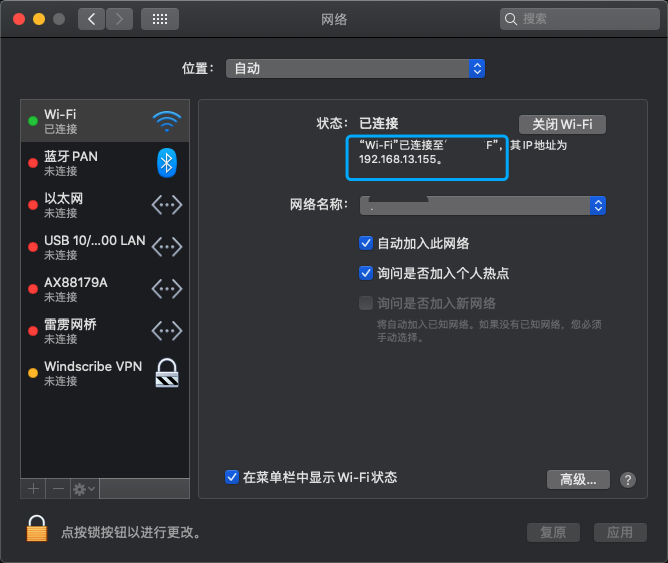 网络
搜索
位置：
自动
Wi-Fi
已连接
蓝牙 PAN
未连接
以太网
未连接
USB 10/...00 LAN
未连接
AX88179A
未连接
雷雳网桥
未连接
Windscribe VPN
未连接
状态：
已连接
关闭 Wi-Fi
“Wi-Fi”已连接至“ F”，其 IP 地址为
192.168.13.155。
网络名称：
自动加入此网络
询问是否加入个人热点
询问是否加入新网络
将自动加入已知网络。如果没有已知网络，您必须
手动选择。
在菜单栏中显示 Wi-Fi 状态
高级...
?
点按锁按钮以进行更改。
复原
应用